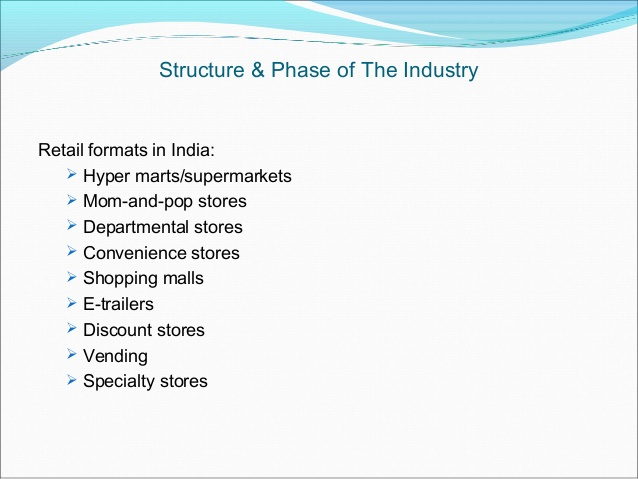 Structure & Phase of The Industry
Retail formats in India:
Hyper marts/supermarkets
Mom-and-pop stores
Departmental stores
Convenience stores
Shopping malls
E-trailers
Discount stores
Vending
Specialty stores